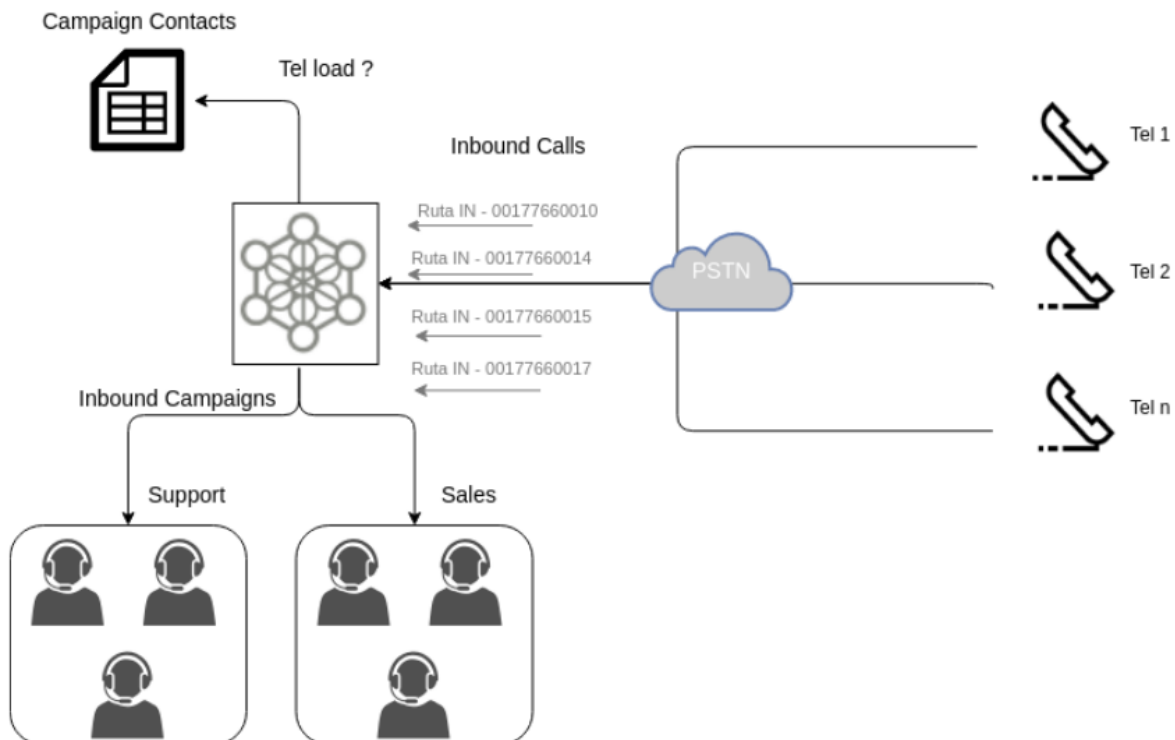 Campaign Contacts
Tel load ?
Inbound Calls
Tel 1
Ruta IN - 00177660010
Ruta IN - 00177660014
PSTN
Tel 2
Ruta IN - 00177660015
Ruta IN - 00177660017
Inbound Campaigns
Tel n
Support
Sales